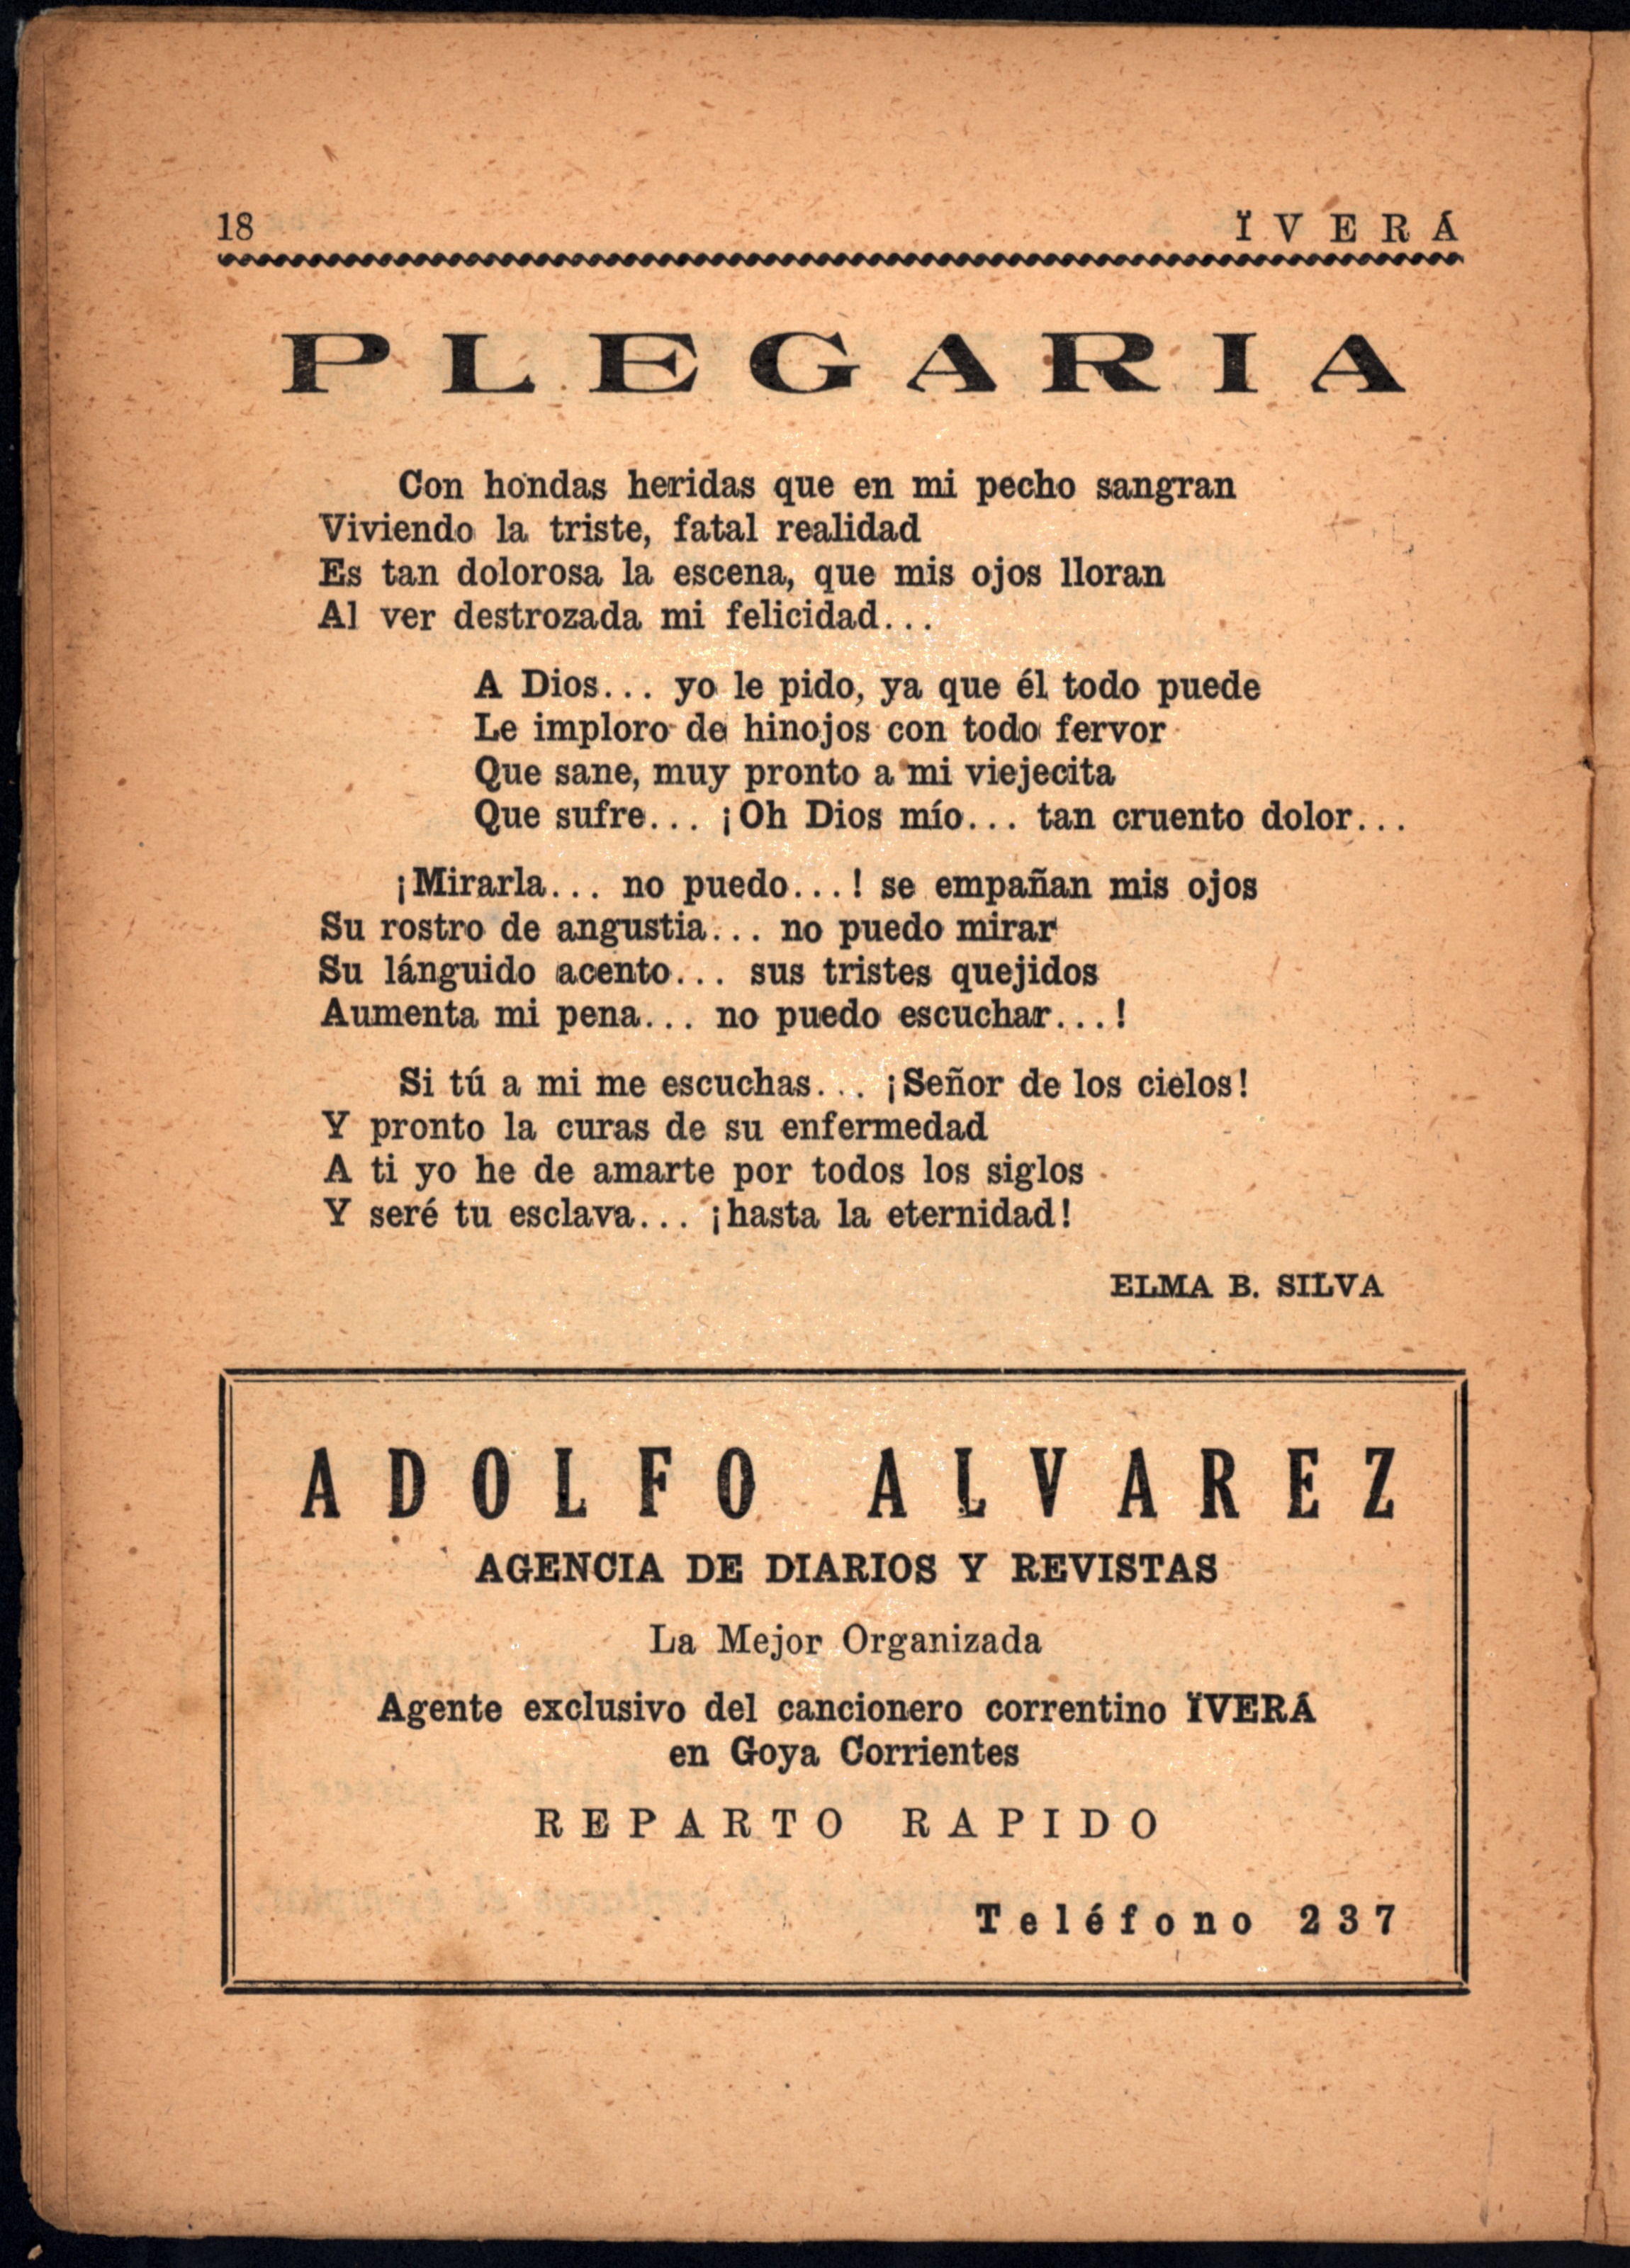 18
ÏVERÁ
PLEGARIA
Con hondas heridas que en mi pecho sangran
Viviendo la triste, fatal realidad
Es tan dolorosa la escena, que mis ojos lloran
Al ver destrozada mi felicidad...
A Dios... yo le pido, ya que él todo puede
Le imploro de hinojos con todo fervor
Que sane, muy pronto a mi viejecita
Que sufre... ¡Oh Dios mío... tan cruento dolor...
¡Mirarla... no puedo...! se empañan mis ojos
Su rostro de angustia... no puedo mirar
Su lánguido acento... sus tristes quejidos
Aumenta mi pena... no puedo escuchar...!
Si tú a mi me escuchas... ¡Señor de los cielos!
Y pronto la curas de su enfermedad
A ti yo he de amarte por todos los siglos
Y seré tu esclava... ¡hasta la eternidad!
ELMA B. SILVA
ADOLFO ALVAREZ
AGENCIA DE DIARIOS Y REVISTAS
La Mejor Organizada
Agente exclusivo del cancionero correntino ÏVERÁ
en Goya Corrientes
REPARTO RAPIDO
Teléfono 237